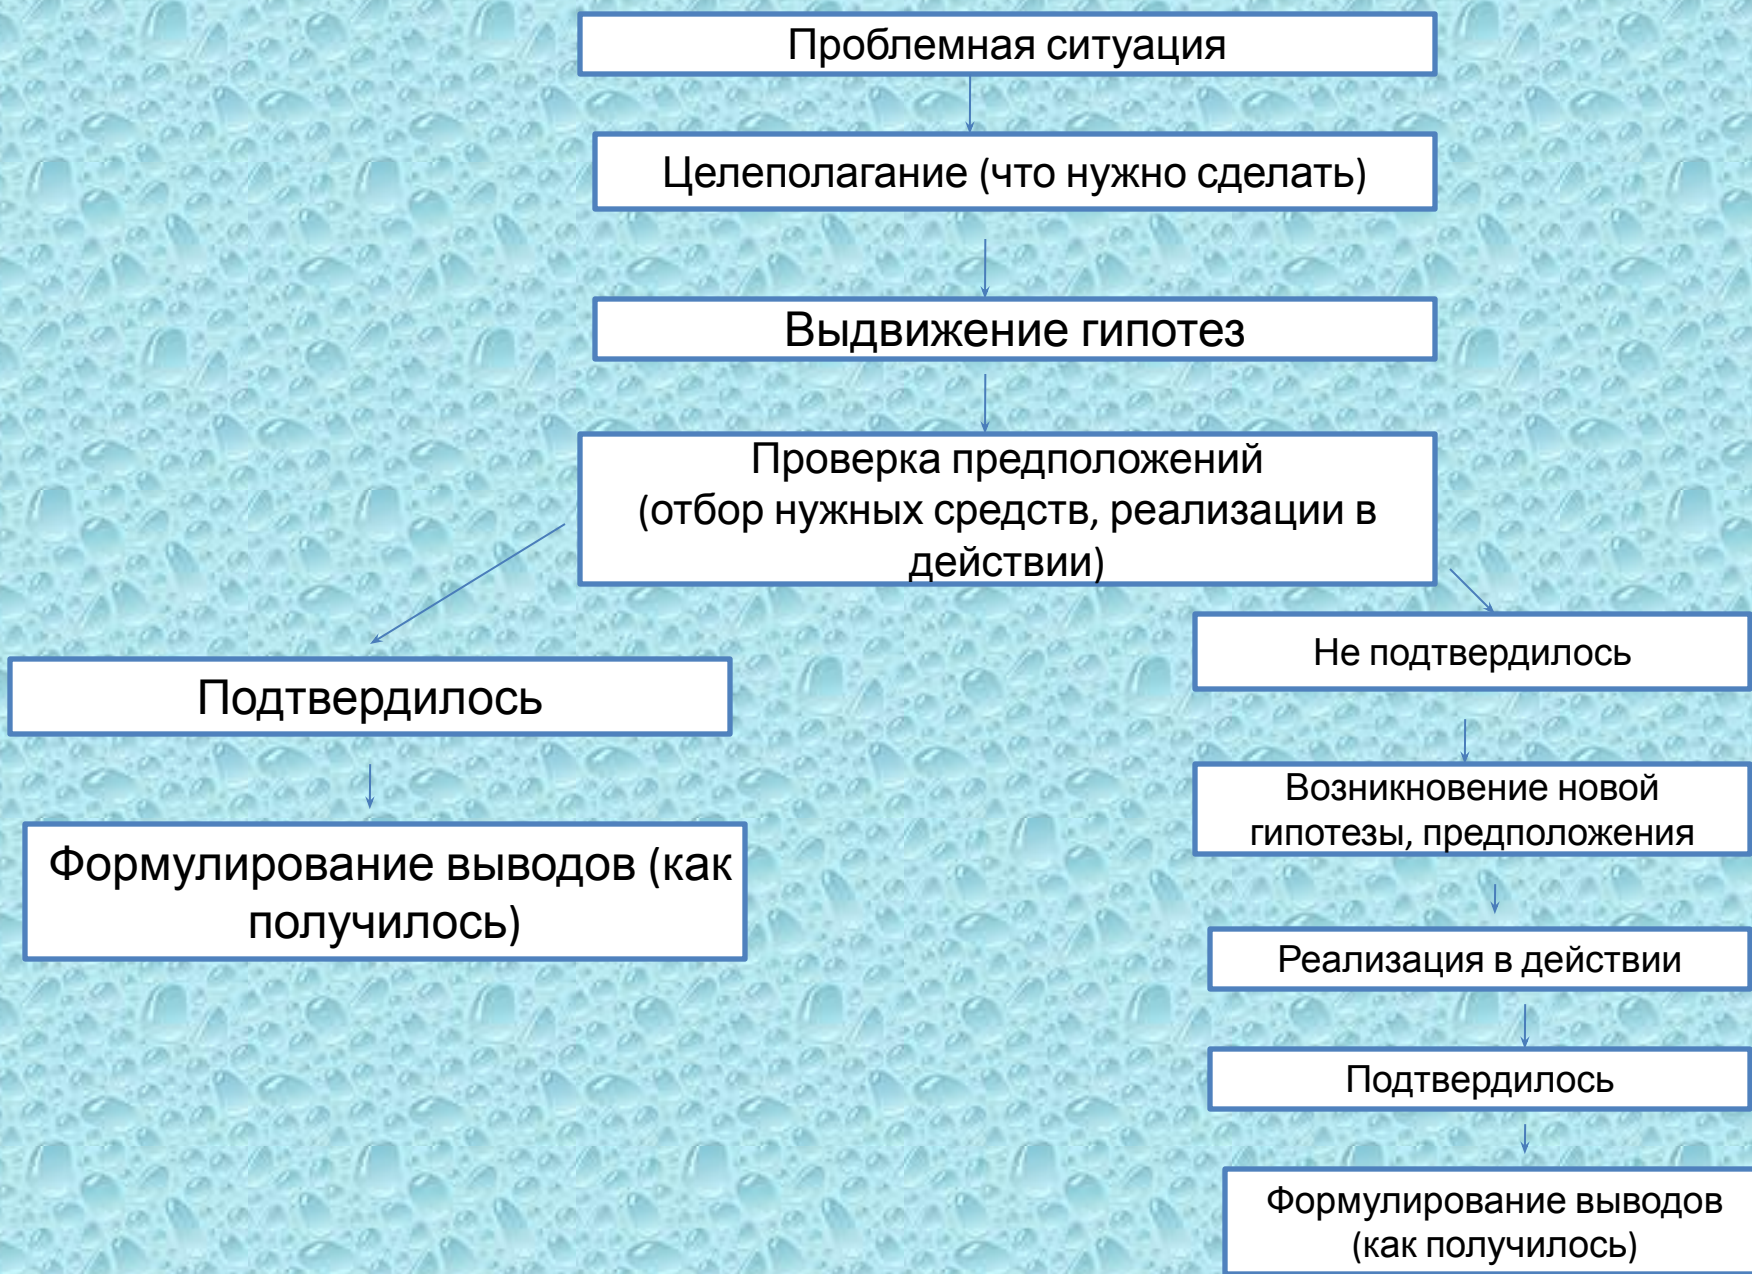 Проблемная ситуация
Целеполагание (что нужно сделать)
Выдвижение гипотез
Проверка предположений
(отбор нужных средств, реализации в
действии)
Подтвердилось
Формулирование выводов (как
получилось)
Не подтвердилось
Возникновение новой
гипотезы, предположения
Реализация в действии
Подтвердилось
Формулирование выводов
(как получилось)